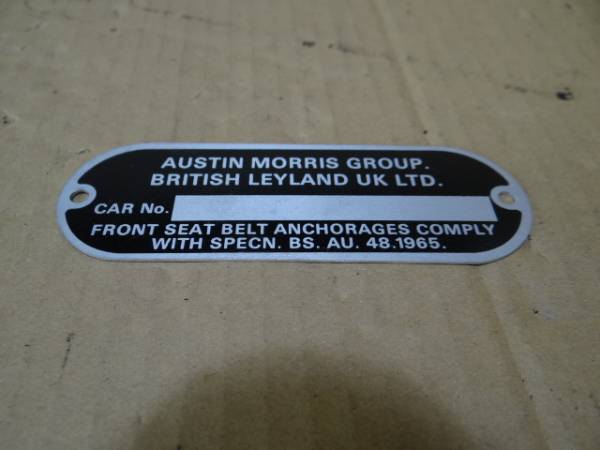 AUSTIN MORRIS GROUP.
BRITISH LEYLAND UK LTD.
CAR No.
FRONT SEAT BELT ANCHORAGES COMPLY
WITH SPECN. BS. AU. 48.1965.